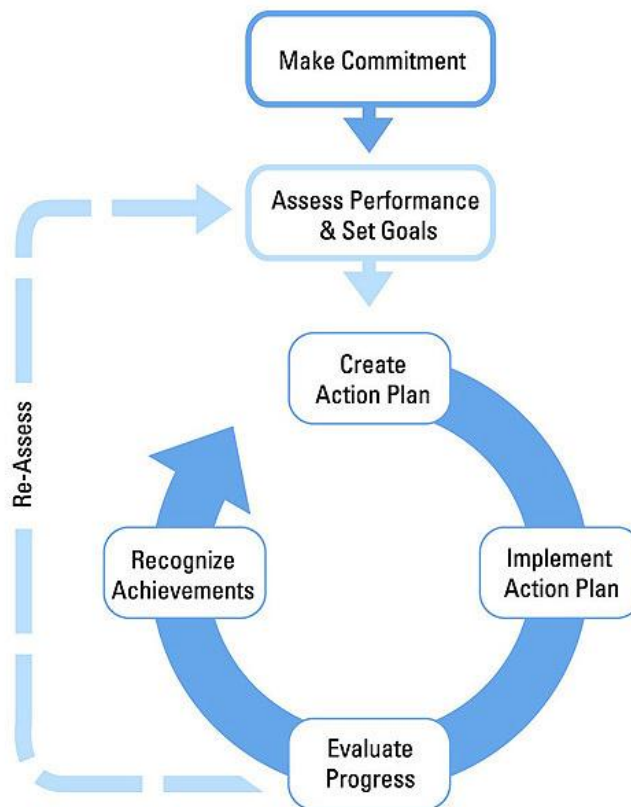 Make Commitment
Assess Performance
& Set Goals
Create
Action Plan
Re-Assess
Recognize
Achievements
Implement
Action Plan
Evaluate
Progress